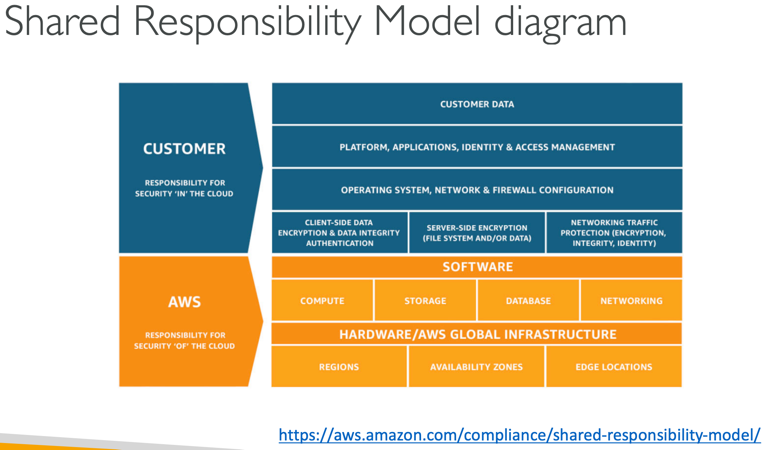 Shared Responsibility Model diagram
CUSTOMER
RESPONSIBILITY FOR
SECURITY 'IN' THE CLOUD
CUSTOMER DATA
PLATFORM, APPLICATIONS, IDENTITY & ACCESS MANAGEMENT
OPERATING SYSTEM, NETWORK & FIREWALL CONFIGURATION
CLIENT-SIDE DATA
ENCRYPTION & DATA INTEGRITY
AUTHENTICATION
SERVER-SIDE ENCRYPTION
(FILE SYSTEM AND/OR DATA)
NETWORKING TRAFFIC
PROTECTION (ENCRYPTION,
INTEGRITY, IDENTITY)
AWS
RESPONSIBILITY FOR
SECURITY 'OF' THE CLOUD
SOFTWARE
COMPUTE
STORAGE
DATABASE
NETWORKING
HARDWARE/AWS GLOBAL INFRASTRUCTURE
REGIONS
AVAILABILITY ZONES
EDGE LOCATIONS
https://aws.amazon.com/compliance/shared-responsibility-model/